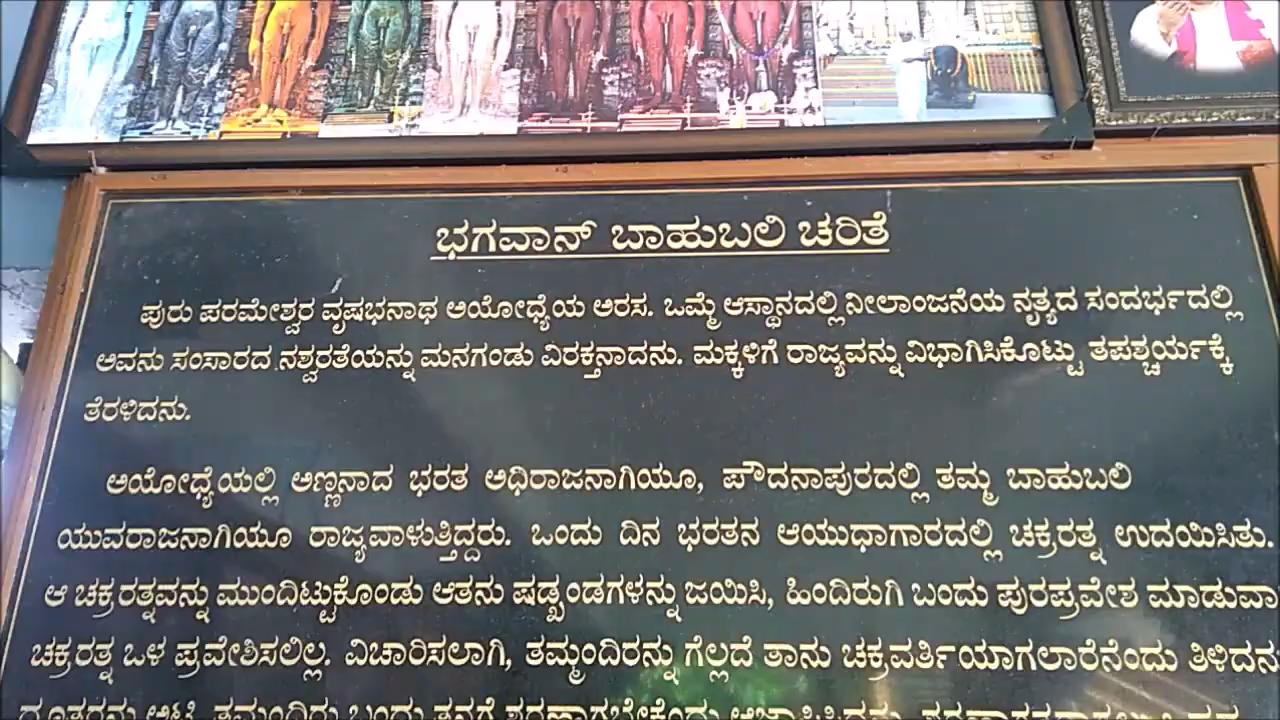 ಭಗವಾನ್ ಬಾಹುಬಲಿ ಚರಿತೆ
ಪುರು ಪರಮೇಶ್ವರ ವೃಷಭನಾಥ ಅಯೋಧ್ಯೆಯ ಅರಸ. ಒಮ್ಮೆ ಆಸ್ಥಾನದಲ್ಲಿ ನೀಲಾಂಜನೆಯ ನೃತ್ಯದ ಸಂದರ್ಭದಲ್ಲಿ
ಅವನು ಸಂಸಾರದ ನಶ್ವರತೆಯನ್ನು ಮನಗಂಡು ವಿರಕ್ತನಾದನು. ಮಕ್ಕಳಿಗೆ ರಾಜ್ಯವನ್ನು ವಿಭಾಗಿಸಿಕೊಟ್ಟು ತಪಶ್ಚರ್ಯಕ್ಕೆ
ತೆರಳಿದನು.
ಅಯೋಧ್ಯೆಯಲ್ಲಿ ಅಣ್ಣನಾದ ಭರತ ಅಧಿರಾಜನಾಗಿಯೂ, ಪೌದನಾಪುರದಲ್ಲಿ ತಮ್ಮ ಬಾಹುಬಲಿ
ಯುವರಾಜನಾಗಿಯೂ ರಾಜ್ಯವಾಳುತ್ತಿದ್ದರು. ಒಂದು ದಿನ ಭರತನ ಆಯುಧಾಗಾರದಲ್ಲಿ ಚಕ್ರರತ್ನ ಉದಯಿಸಿತು.
ಆ ಚಕ್ರರತ್ನವನ್ನು ಮುಂದಿಟ್ಟುಕೊಂಡು ಆತನು ಷಡ್ಖಂಡಗಳನ್ನು ಜಯಿಸಿ, ಹಿಂದಿರುಗಿ ಬಂದು ಪುರಪ್ರವೇಶ ಮಾಡುವಾ
ಚಕ್ರರತ್ನ ಒಳ ಪ್ರವೇಶಿಸಲಿಲ್ಲ. ವಿಚಾರಿಸಲಾಗಿ, ತಮ್ಮಂದಿರನ್ನು ಗೆಲ್ಲದೆ ತಾನು ಚಕ್ರವರ್ತಿಯಾಗಲಾರೆನೆಂದು ತಿಳಿದನು